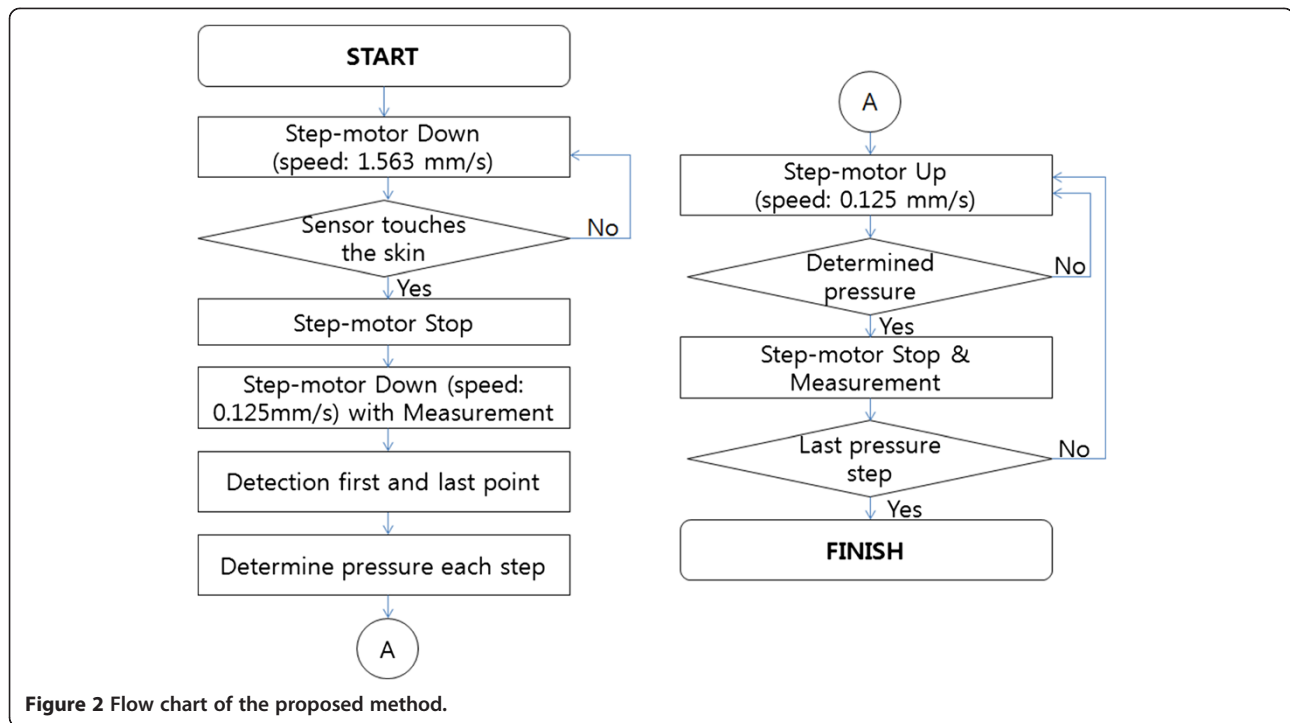 START
Step-motor Down
(speed: 1.563 mm/s)
Sensor touches
the skin
No
Yes
Step-motor Stop
Step-motor Down (speed:
0.125mm/s) with Measurement
Detection first and last point
Determine pressure each step
A
A
Step-motor Up
(speed: 0.125 mm/s)
Determined
pressure
No
Yes
Step-motor Stop &
Measurement
Last pressure
step
No
Yes
FINISH
Figure 2 Flow chart of the proposed method.